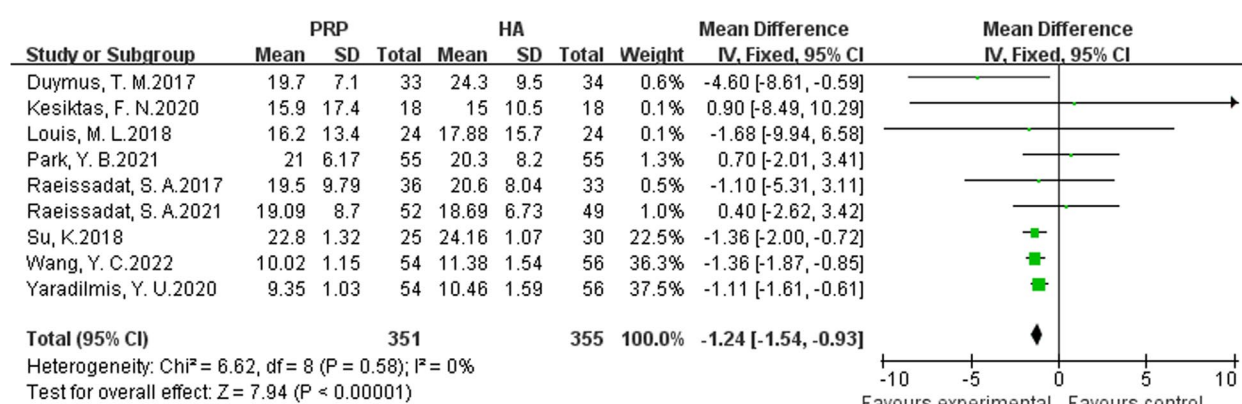 PRP HA Mean Difference Mean Difference
Study or Subgroup Mean SD Total Mean SD Total Weight IV, Fixed, 95% CI IV, Fixed, 95% CI
Duymus, T. M.2017 19.7 7.1 33 24.3 9.5 34 0.6% -4.60 [-8.61, -0.59]
Kesiktas, F. N.2020 15.9 17.4 18 15 10.5 18 0.1% 0.90 [-8.49, 10.29]
Louis, M. L.2018 16.2 13.4 24 17.88 15.7 24 0.1% -1.68 [-9.94, 6.58]
Park, Y. B.2021 21 6.17 55 20.3 8.2 55 1.3% 0.70 [-2.01, 3.41]
Raeissadat, S. A.2017 19.5 9.79 36 20.6 8.04 33 0.5% -1.10 [-5.31, 3.11]
Raeissadat, S. A.2021 19.09 8.7 52 18.69 6.73 49 1.0% 0.40 [-2.62, 3.42]
Su, K.2018 22.8 1.32 25 24.16 1.07 30 22.5% -1.36 [-2.00, -0.72]
Wang, Y. C.2022 10.02 1.15 54 11.38 1.54 56 36.3% -1.36 [-1.87, -0.85]
Yaradilmis, Y. U.2020 9.35 1.03 54 10.46 1.59 56 37.5% -1.11 [-1.61, -0.61]
Total (95% CI) 351 355 100.0% -1.24 [-1.54, -0.93]
Heterogeneity: Chi² = 6.62, df = 8 (P = 0.58); I² = 0%
Test for overall effect: Z = 7.94 (P < 0.00001)
-10 -5 0 5 10
Favours experimental Favours control